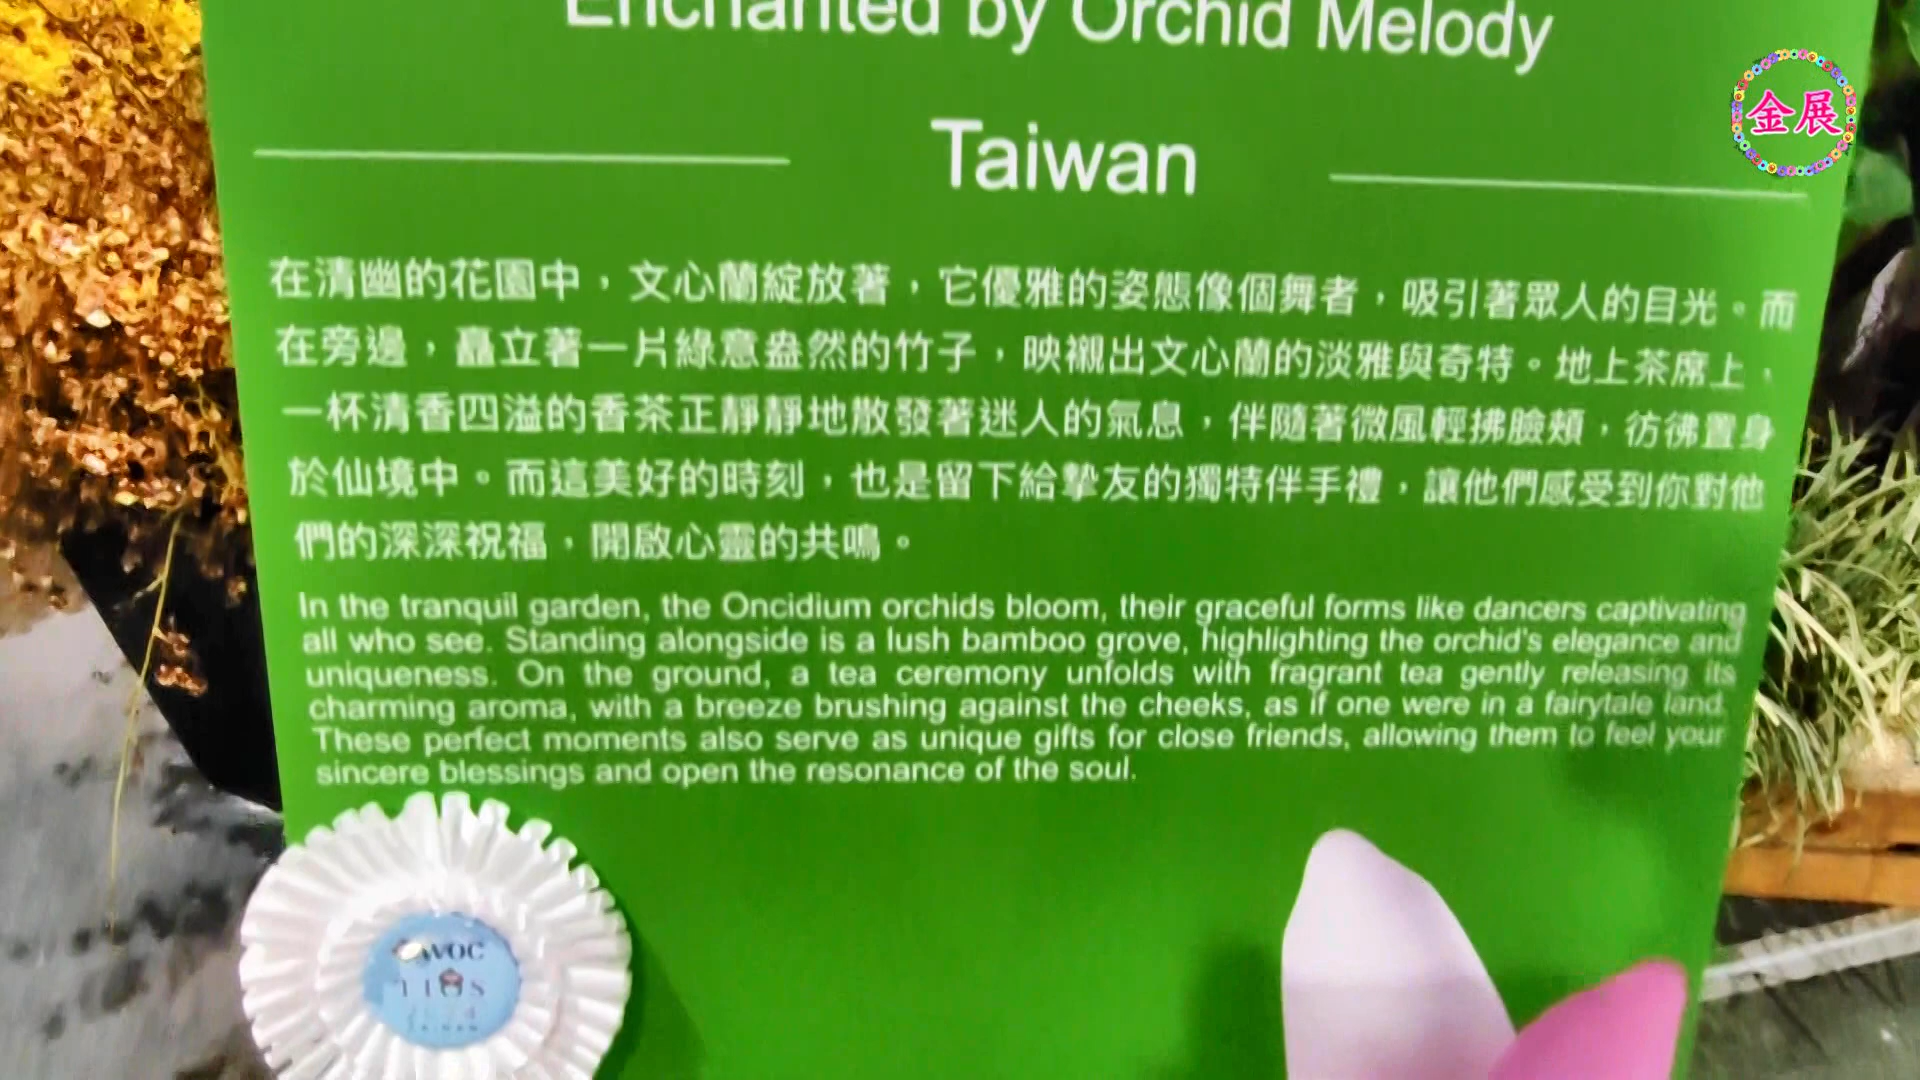 Enchanted by Orchid Melody
金展
Taiwan
在清幽的花園中，文心蘭綻放著，它優雅的姿態像個舞者，吸引著眾人的目光。而
在旁邊，矗立著一片綠意盎然的竹子，映襯出文心蘭的淡雅與奇特。地上茶席上，
一杯清香四溢的香茶正靜靜地散發著迷人的氣息，伴隨著微風輕拂臉頰，彷彿置身
於仙境中。而這美好的時刻，也是留下給摯友的獨特伴手禮，讓他們感受到你對他
們的深深祝福，開啟心靈的共鳴。
In the tranquil garden, the Oncidium orchids bloom, their graceful forms like dancers captivating
all who see. Standing alongside is a lush bamboo grove, highlighting the orchid's elegance and
uniqueness. On the ground, a tea ceremony unfolds with fragrant tea gently releasing its
charming aroma, with a breeze brushing against the cheeks, as if one were in a fairytale land.
These perfect moments also serve as unique gifts for close friends, allowing them to feel your
sincere blessings and open the resonance of the soul.
WOC
TIOS
2024
TAIWAN